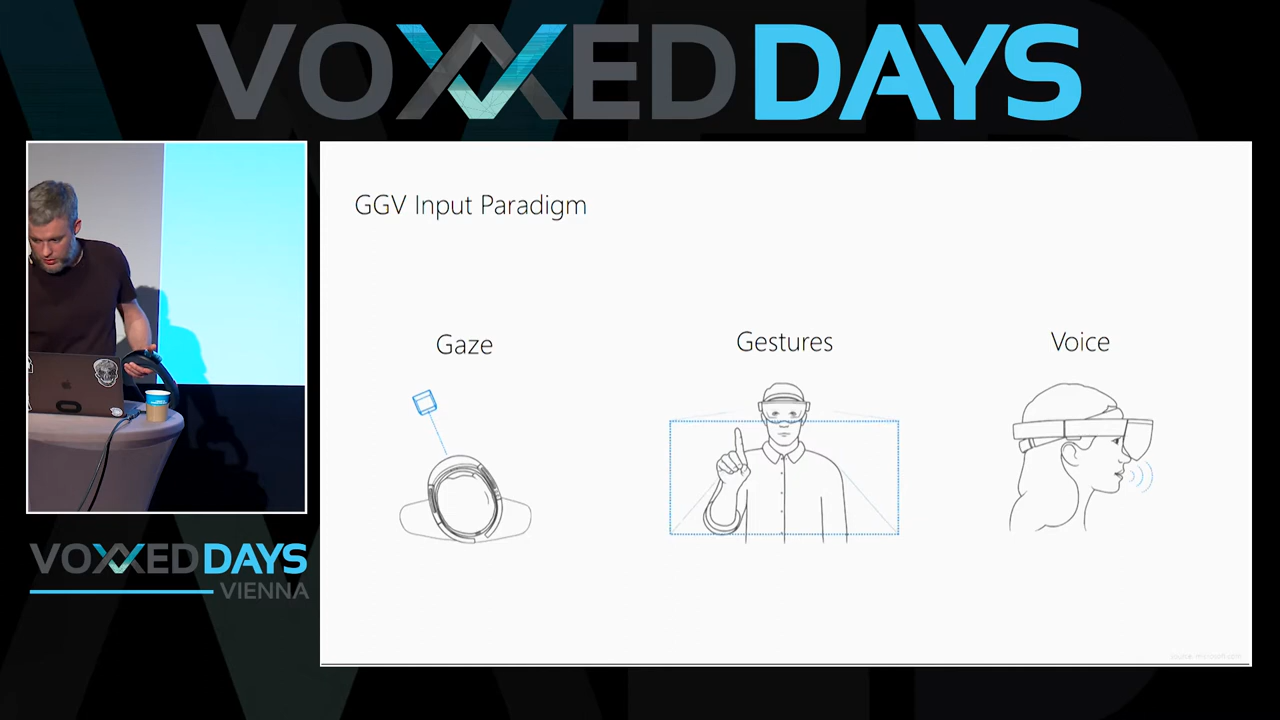 VOXXED DAYS
GGV Input Paradigm
Gaze
Gestures
Voice
VOXXED DAYS
VIENNA